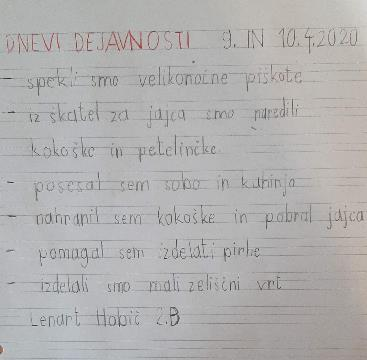 DNEVI DEJAVNOSTI 9. IN 10.4.2020
- spekli smo velikonočne piškote
- iz škatel za jajca smo naredili
kokoške in petelinčke
- posesal sem sobo in kuhinjo
- nahranil sem kokoške in pobral jajca
- pomagal sem izdelati pirhe
- izdelali smo mali zeliščni vrt
Lenart Habič 2.B